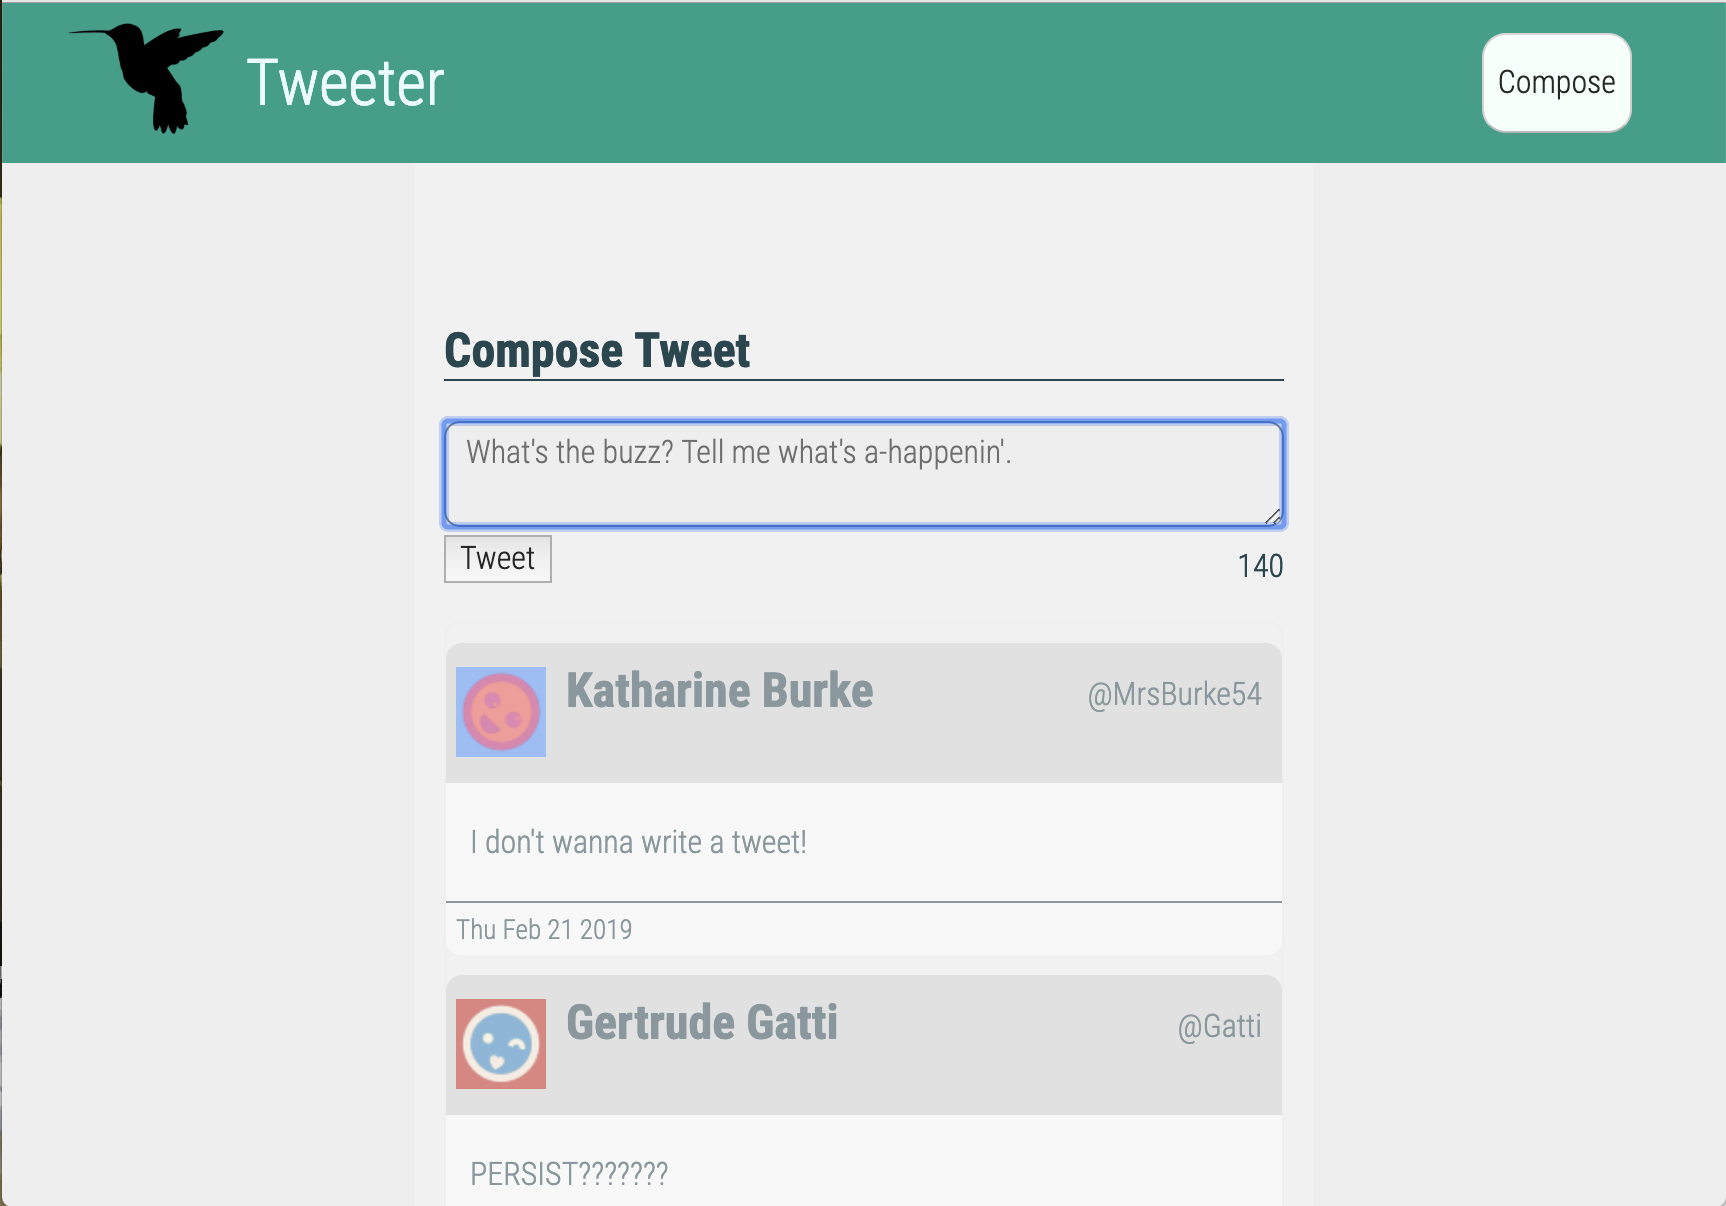 Tweeter
Compose
Compose Tweet
What's the buzz? Tell me what's a-happenin'.
Tweet
140
Katharine Burke
@MrsBurke54
I don't wanna write a tweet!
Thu Feb 21 2019
Gertrude Gatti
@Gatti
PERSIST???????